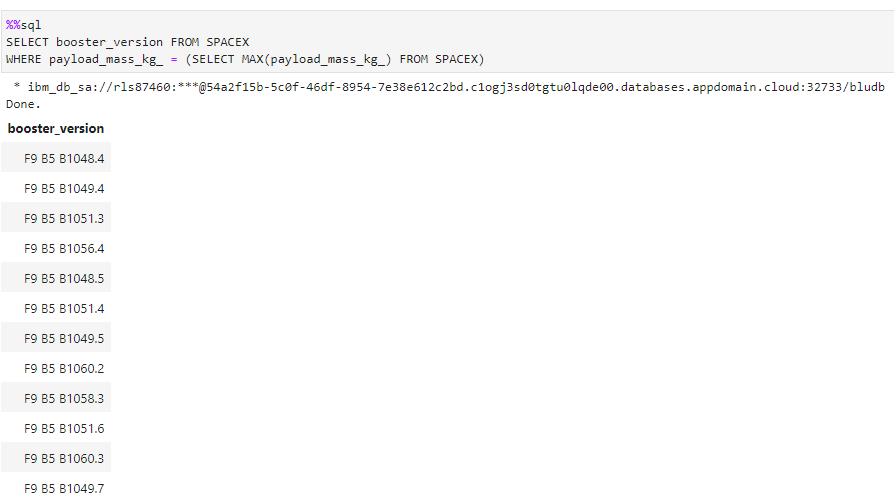 %%sql
SELECT booster_version FROM SPACEX
WHERE payload_mass_kg_ = (SELECT MAX(payload_mass_kg_) FROM SPACEX)
* ibm_db_sa://rls87460:***@54a2f15b-5c0f-46df-8954-7e38e612c2bd.c1ogj3sd0tgtu0lqde00.databases.appdomain.cloud:32733/bludb
Done.
booster_version
F9 B5 B1048.4
F9 B5 B1049.4
F9 B5 B1051.3
F9 B5 B1056.4
F9 B5 B1048.5
F9 B5 B1051.4
F9 B5 B1049.5
F9 B5 B1060.2
F9 B5 B1058.3
F9 B5 B1051.6
F9 B5 B1060.3
F9 B5 B1049.7